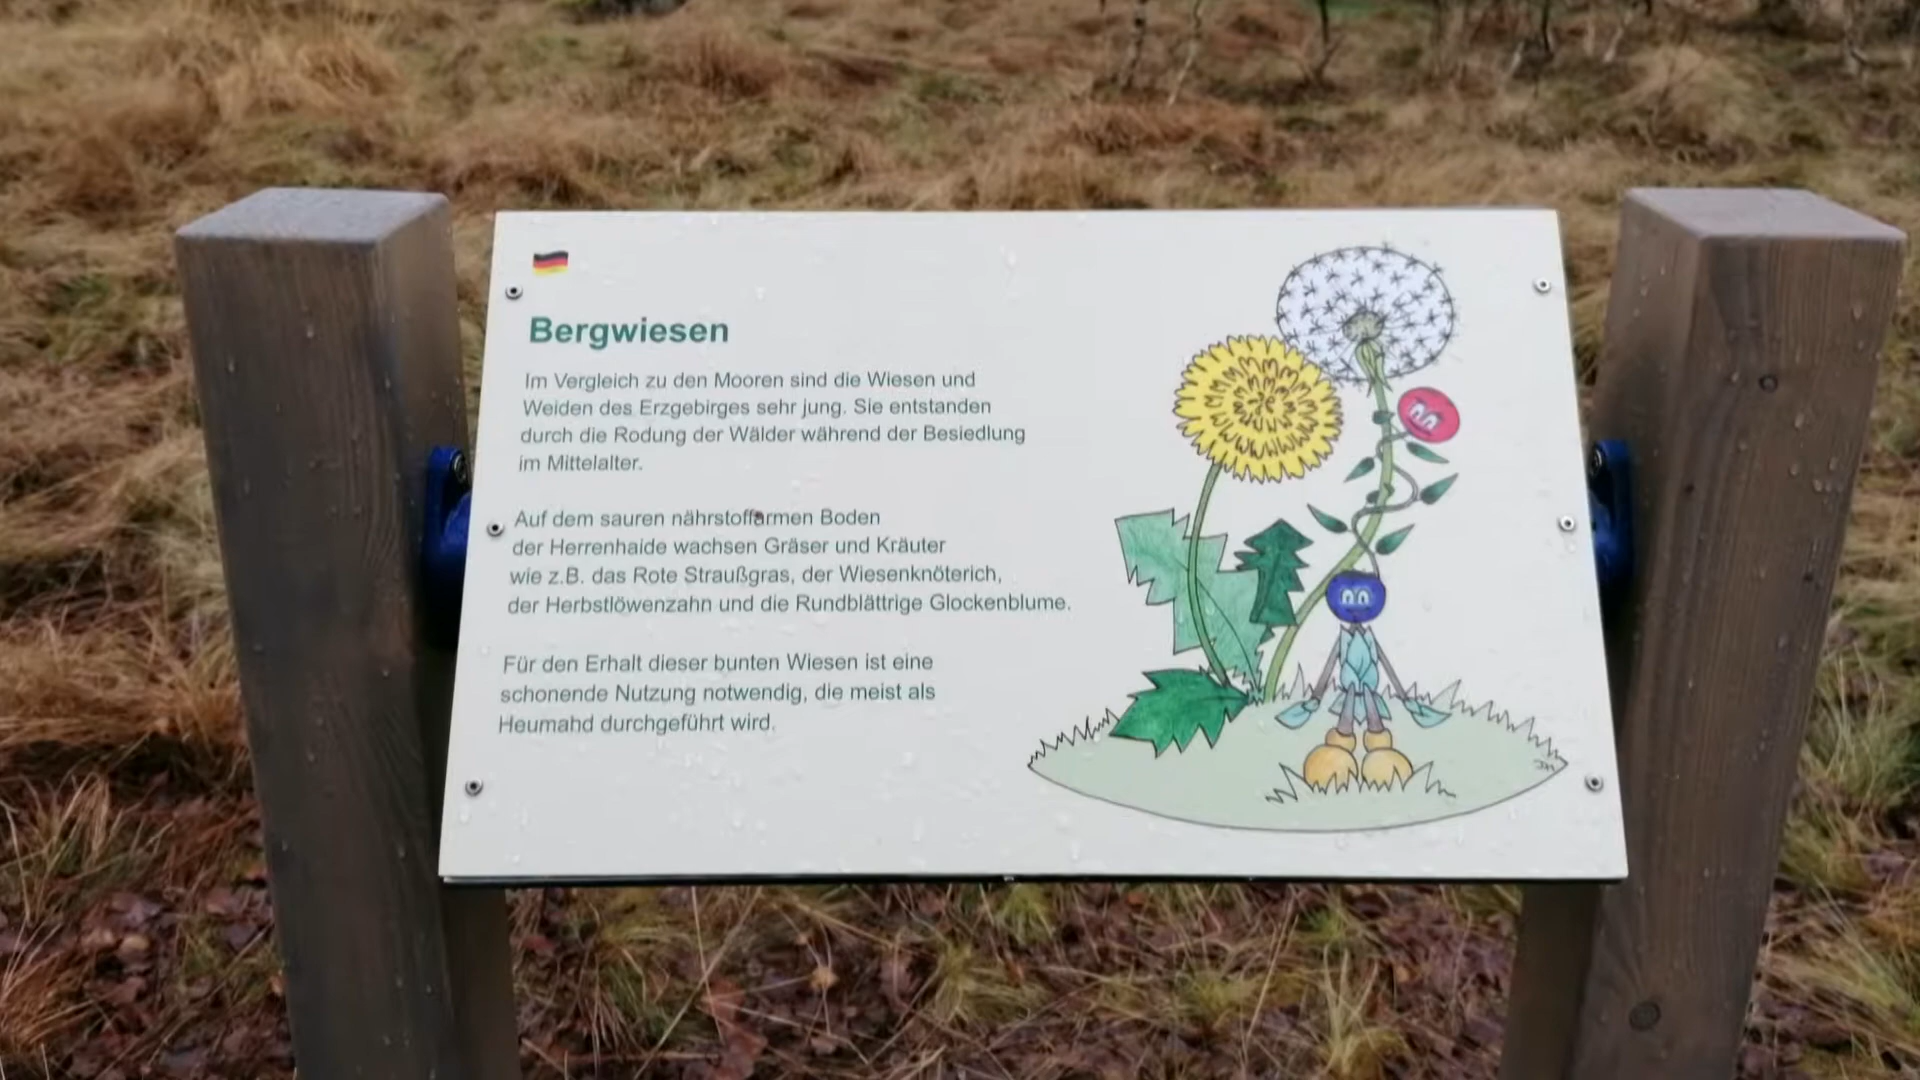 Bergwiesen
Im Vergleich zu den Mooren sind die Wiesen und
Weiden des Erzgebirges sehr jung. Sie entstanden
durch die Rodung der Wälder während der Besiedlung
im Mittelalter.
Auf dem sauren nährstoffarmen Boden
der Herrenhaide wachsen Gräser und Kräuter
wie z.B. das Rote Straußgras, der Wiesenknöterich,
der Herbstlöwenzahn und die Rundblättrige Glockenblume.
Für den Erhalt dieser bunten Wiesen ist eine
schonende Nutzung notwendig, die meist als
Heumahd durchgeführt wird.